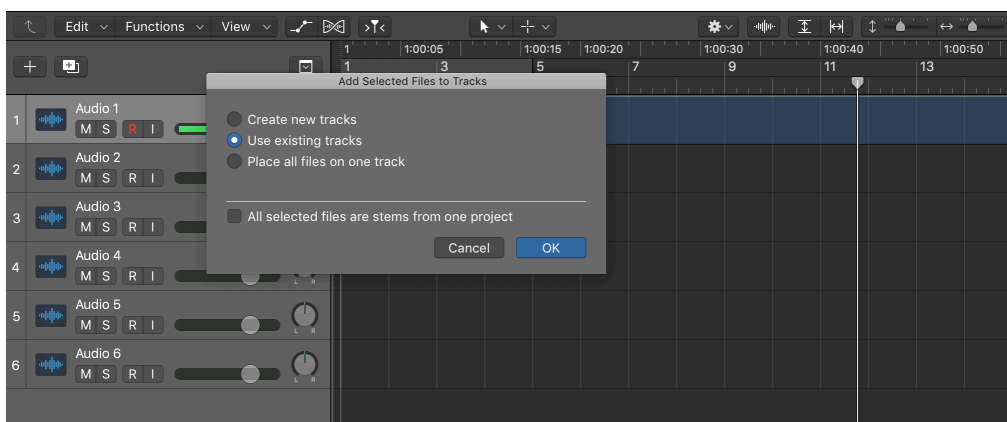 Edit Functions View
1 1:00:05 1:00:15 1:00:20 1:00:30 1:00:40 1:00:50
1 3 5 7 9 11 13
Add Selected Files to Tracks
Create new tracks
Use existing tracks
Place all files on one track
All selected files are stems from one project
Cancel OK
1 Audio 1
M S R I
2 Audio 2
M S R I
3 Audio 3
M S R I
4 Audio 4
M S R I
L R
5 Audio 5
M S R I
L R
6 Audio 6
M S R I
L R